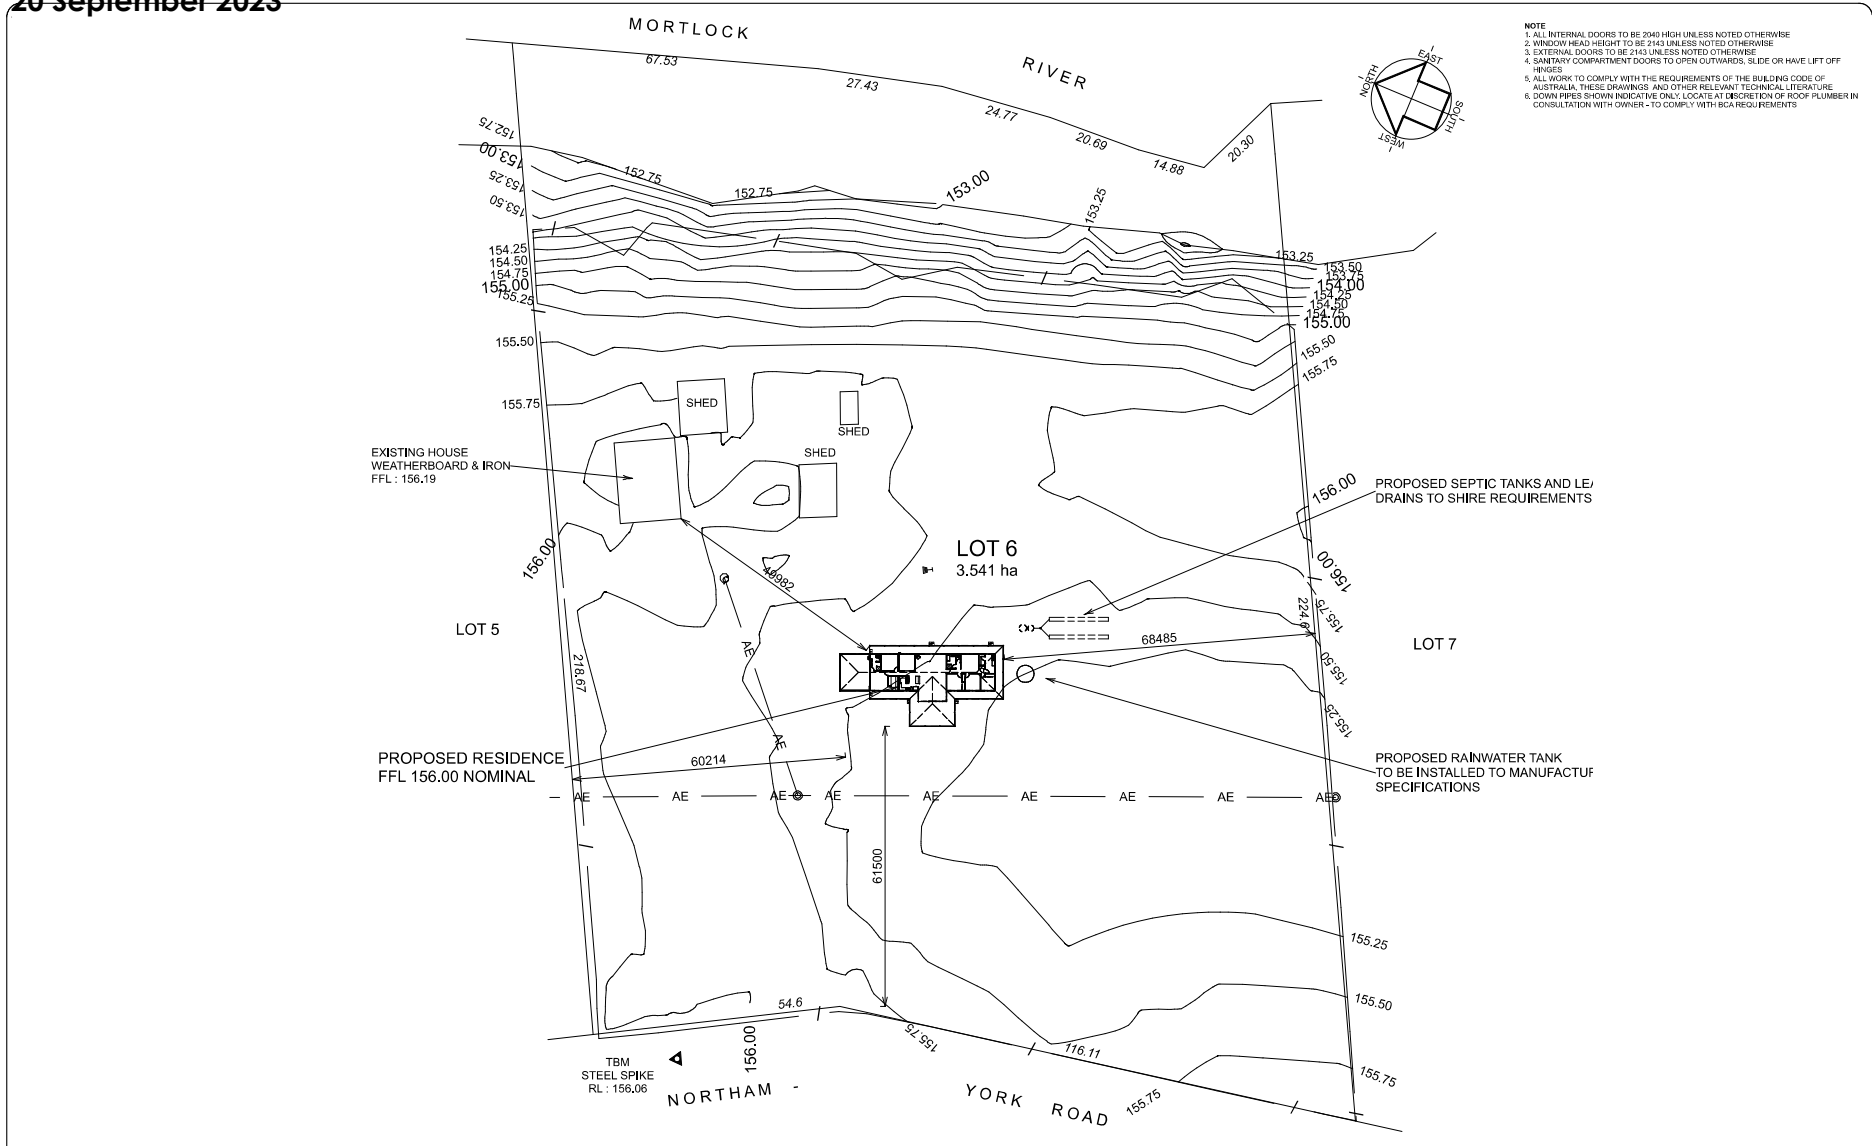 20 September 2023
MORTLOCK
RIVER
67.53
27.43
24.77
20.69
14.88
20.30
NOTE
1. ALL INTERNAL DOORS TO BE 2040 HIGH UNLESS NOTED OTHERWISE
2. WINDOW HEAD HEIGHT TO BE 2143 UNLESS NOTED OTHERWISE
3. EXTERNAL DOORS TO BE 2143 UNLESS NOTED OTHERWISE
4. SANITARY COMPARTMENT DOORS TO OPEN OUTWARDS, SLIDE OR HAVE LIFT OFF
HINGES
5. ALL WORK TO COMPLY WITH THE REQUIREMENTS OF THE BUILDING CODE OF
AUSTRALIA, THESE DRAWINGS AND OTHER RELEVANT TECHNICAL LITERATURE
6. DOWN PIPES SHOWN INDICATIVE ONLY, LOCATE AT DISCRETION OF ROOF PLUMBER IN
CONSULTATION WITH OWNER - TO COMPLY WITH BCA REQUIREMENTS
EAST
NORTH
SOUTH
WEST
152.75
153.00
153.25
153.50
152.75
152.75
153.00
153.25
154.25
154.50
154.75
155.00
155.25
155.50
155.75
153.25
153.50
153.75
154.00
154.25
154.50
154.75
155.00
155.50
155.75
SHED
SHED
SHED
EXISTING HOUSE
WEATHERBOARD & IRON
FFL : 156.19
156.00
PROPOSED SEPTIC TANKS AND LEA
DRAINS TO SHIRE REQUIREMENTS
LOT 6
3.541 ha
156.00
49982
156.00
LOT 5
218.67
AE
68485
224.6
155.75
155.50
155.25
LOT 7
PROPOSED RESIDENCE
FFL 156.00 NOMINAL
AE
60214
PROPOSED RAINWATER TANK
TO BE INSTALLED TO MANUFACTUR
SPECIFICATIONS
AE AE AE AE AE AE AE AE AE
61500
155.25
155.50
54.6
155.75
116.11
155.75
156.00
TBM
STEEL SPIKE
RL : 156.06
NORTHAM -
YORK ROAD
155.75